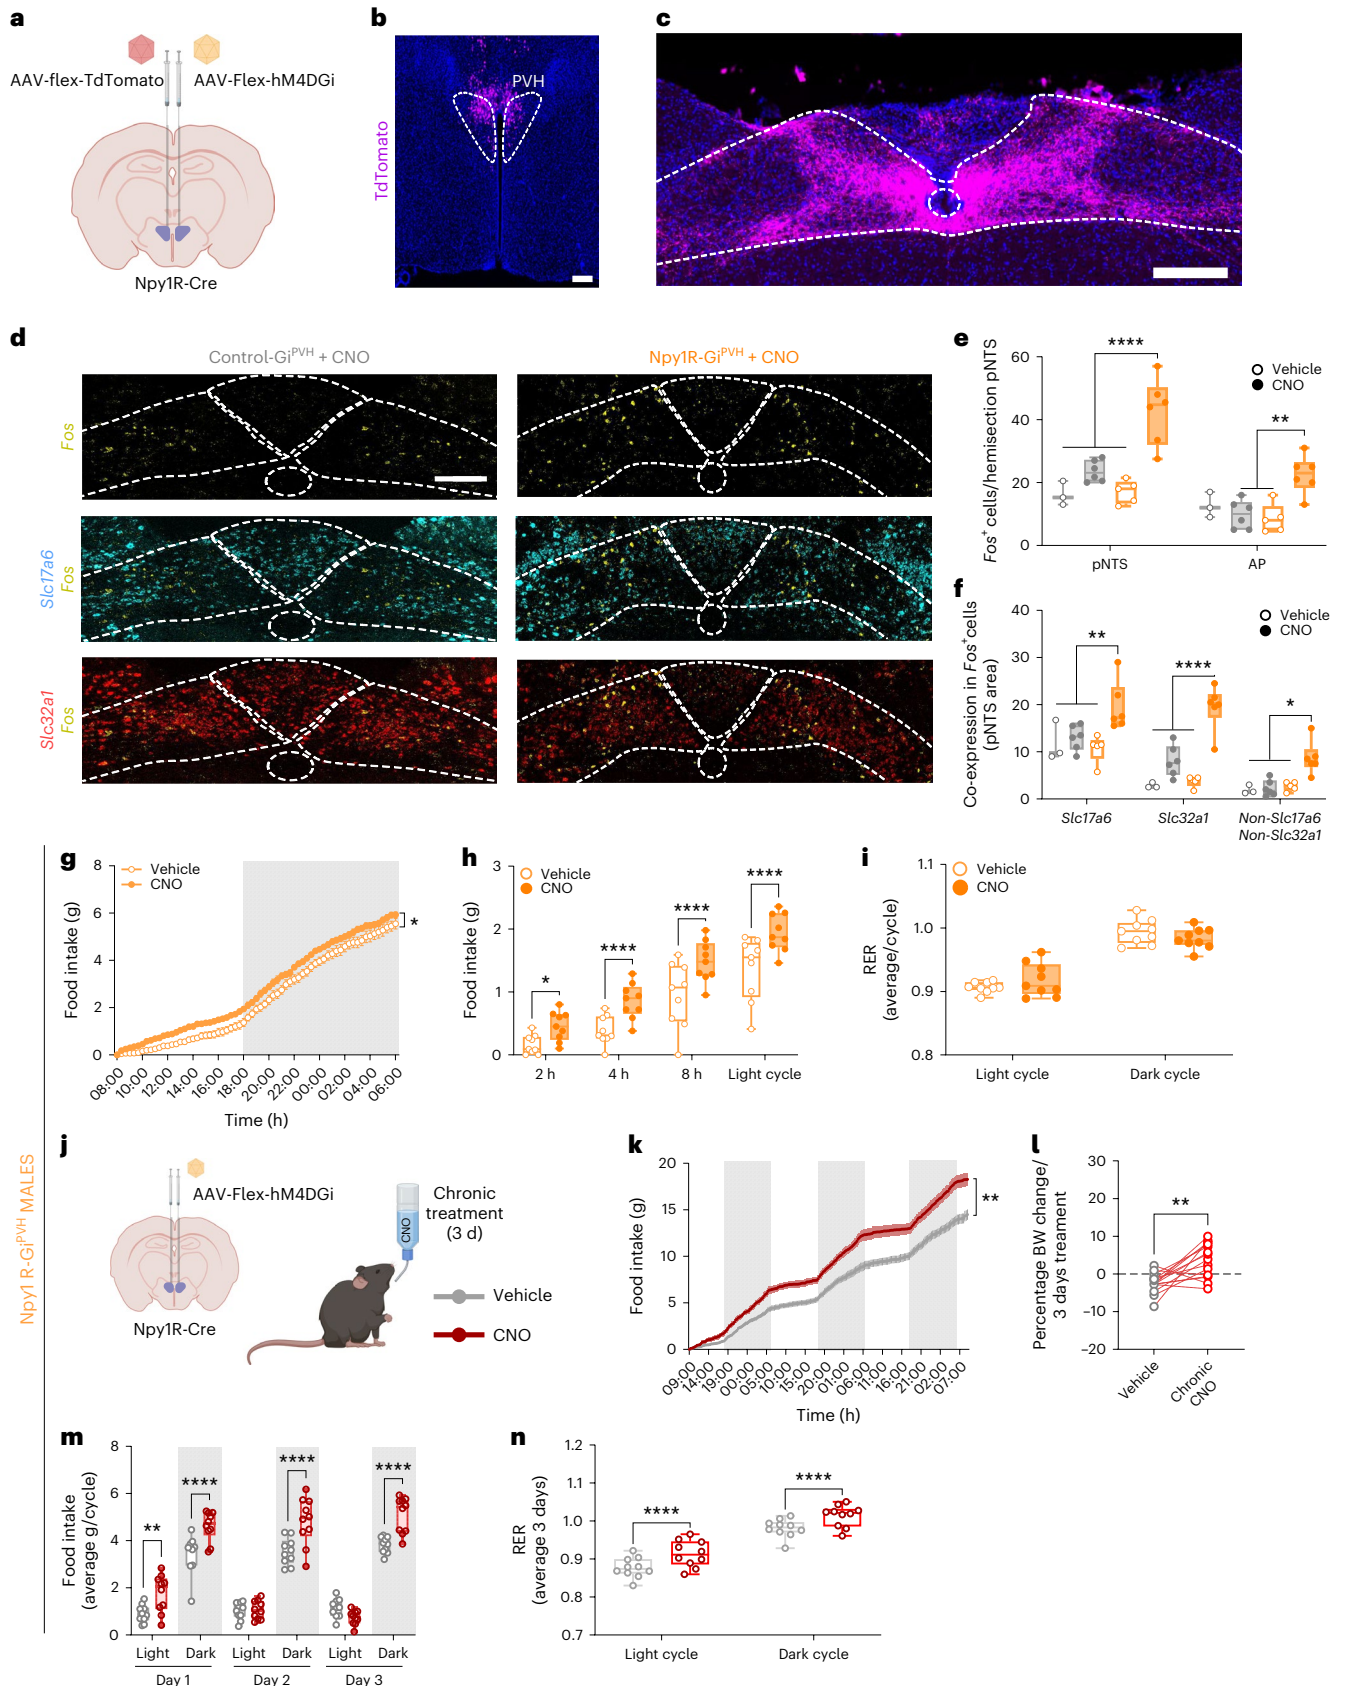 a
AAV-flex-TdTomato
AAV-Flex-hM4DGi
Npy1R-Cre
b
TdTomato
PVH
c
d
Control-Gi^PVH + CNO
Npy1R-Gi^PVH + CNO
Fos
Slc17a6
Fos
Slc32a1
Fos
e
Fos+ cells/hemisection pNTS
60
40
20
0
****
**
Vehicle
CNO
pNTS
AP
f
Co-expression in Fos+ cells
(pNTS area)
40
30
20
10
0
**
****
*
Vehicle
CNO
Slc17a6
Slc32a1
Non-Slc17a6
Non-Slc32a1
Npy1 R-Gi^PVH MALES
g
Food intake (g)
8
6
4
2
0
Vehicle
CNO
*
08:00
10:00
12:00
14:00
16:00
18:00
20:00
22:00
00:00
02:00
04:00
06:00
Time (h)
h
Food intake (g)
3
2
1
0
Vehicle
CNO
*
****
****
****
2 h
4 h
8 h
Light cycle
i
RER
(average/cycle)
1.1
1.0
0.9
0.8
Vehicle
CNO
Light cycle
Dark cycle
j
AAV-Flex-hM4DGi
Npy1R-Cre
CNO
Chronic
treatment
(3 d)
Vehicle
CNO
k
Food intake (g)
20
15
10
5
0
**
09:00
14:00
19:00
00:00
05:00
10:00
15:00
20:00
01:00
06:00
11:00
16:00
21:00
02:00
07:00
Time (h)
l
Percentage BW change/
3 days treament
30
20
10
0
−10
−20
**
Vehicle
Chronic
CNO
m
Food intake
(average g/cycle)
8
6
4
2
0
**
****
****
****
Light
Dark
Light
Dark
Light
Dark
Day 1
Day 2
Day 3
n
RER
(average 3 days)
1.2
1.1
1.0
0.9
0.8
0.7
****
****
Light cycle
Dark cycle